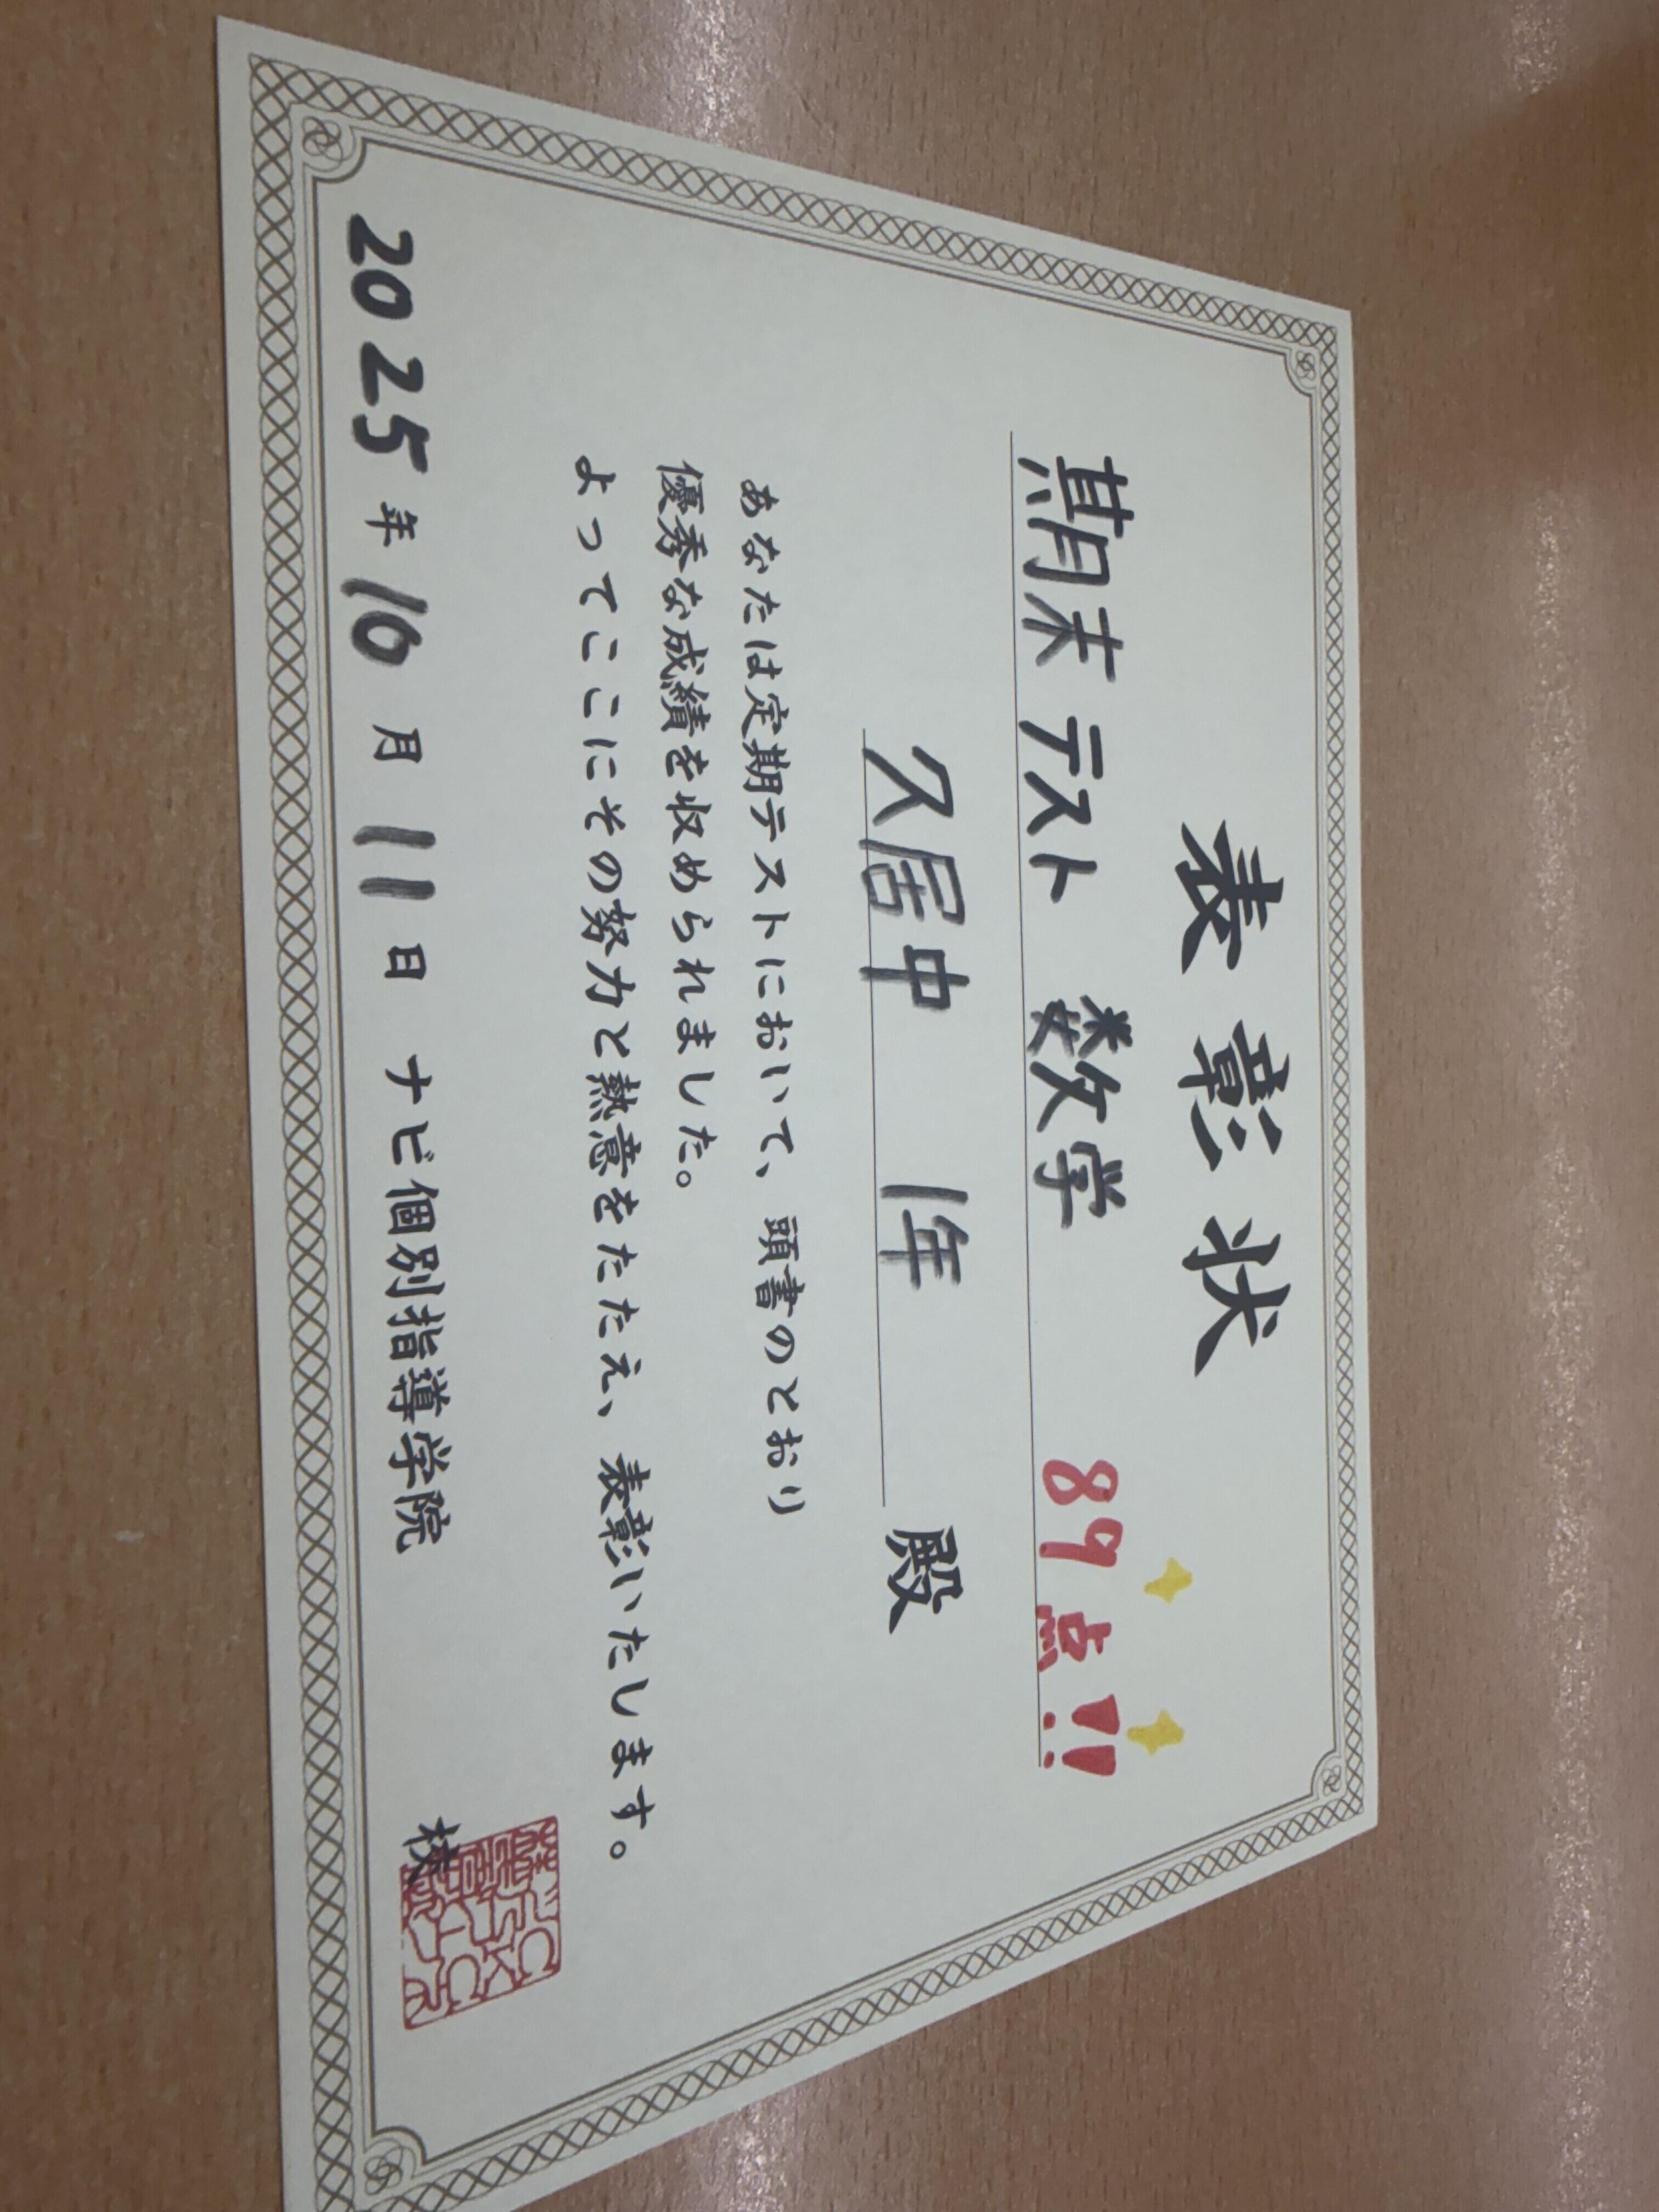 表彰状
期末テスト 数学 89点!!
久居中 1年 殿
あなたは定期テストにおいて、頭書のとおり
優秀な成績を収められました。
よってここにその努力と熱意をたたえ、表彰いたします。
2025年10月11日 ナビ個別指導学院